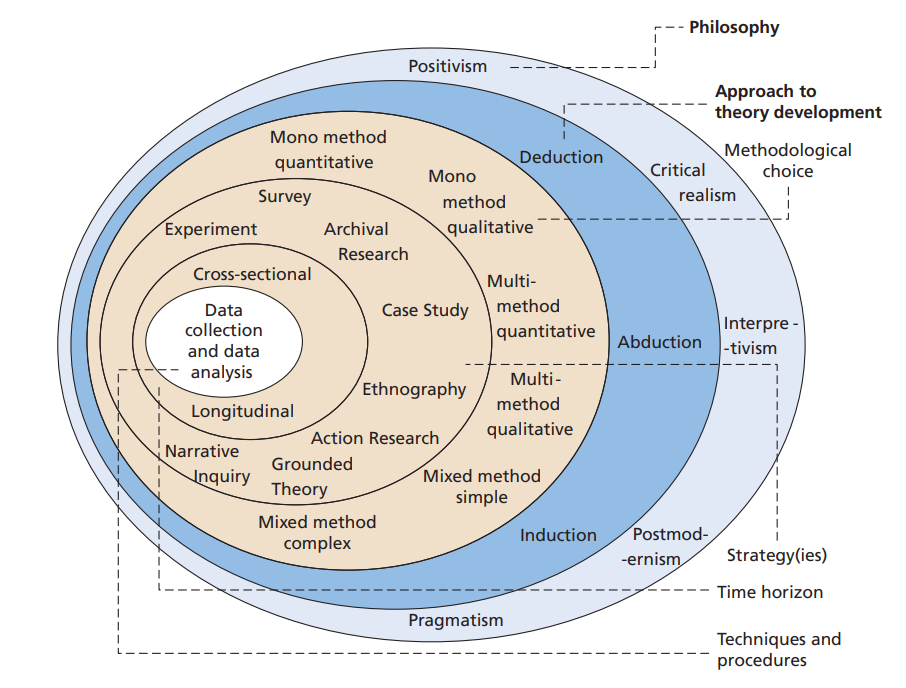 Philosophy
Positivism
Approach to
theory development
Mono method
quantitative
Deduction
Methodological
choice
Mono
method
qualitative
Critical
realism
Survey
Experiment
Archival
Research
Cross-sectional
Multi-
method
quantitative
Data
collection
and data
analysis
Case Study
Abduction
Interpre -
-tivism
Ethnography
Multi-
method
qualitative
Longitudinal
Action Research
Narrative
Inquiry
Grounded
Theory
Mixed method
simple
Mixed method
complex
Induction
Postmod-
-ernism
Strategy(ies)
Time horizon
Pragmatism
Techniques and
procedures